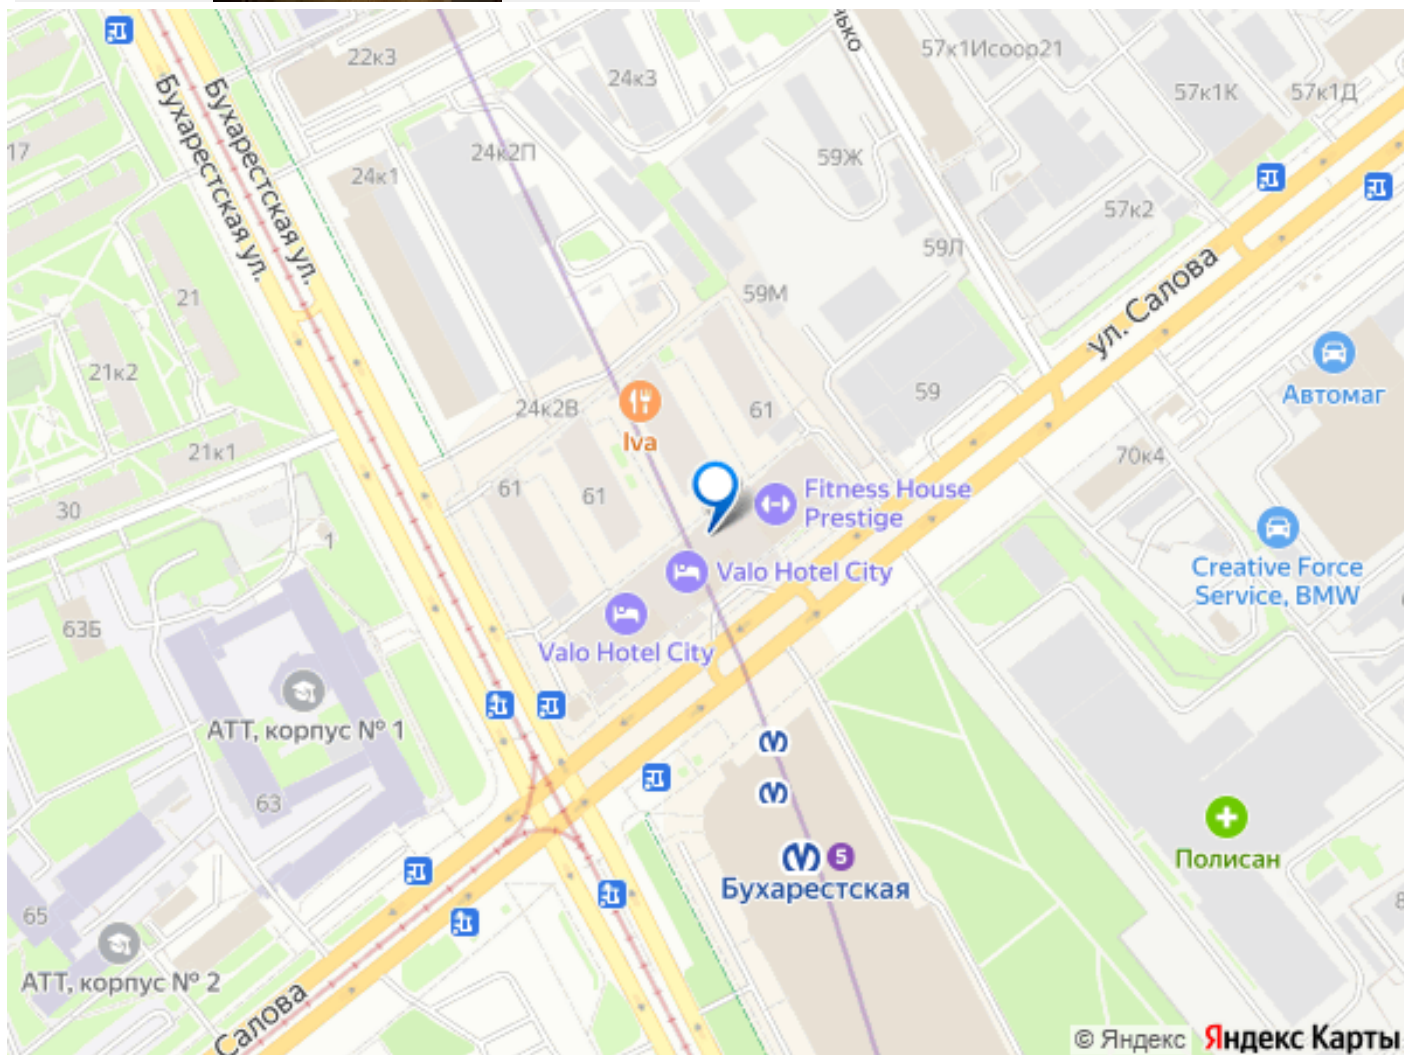 нько
57к1Исоор21
22к3
24к3
57к1К
57к1Д
Бухарестская ул.
Бухарестская ул.
17
24к2П
59Ж
24к1
57к2
59Л
ул. Салова
21
59М
21к2
Автомаг
59
24к2В
61
Iva
21к1
70к4
61
61
30
Fitness House
Prestige
1
Valo Hotel City
Creative Force
Service, BMW
63Б
Valo Hotel City
АТТ, корпус № 1
63
5
Полисан
Бухарестская
65
8
АТТ, корпус № 2
Салова
© Яндекс Яндекс Карты